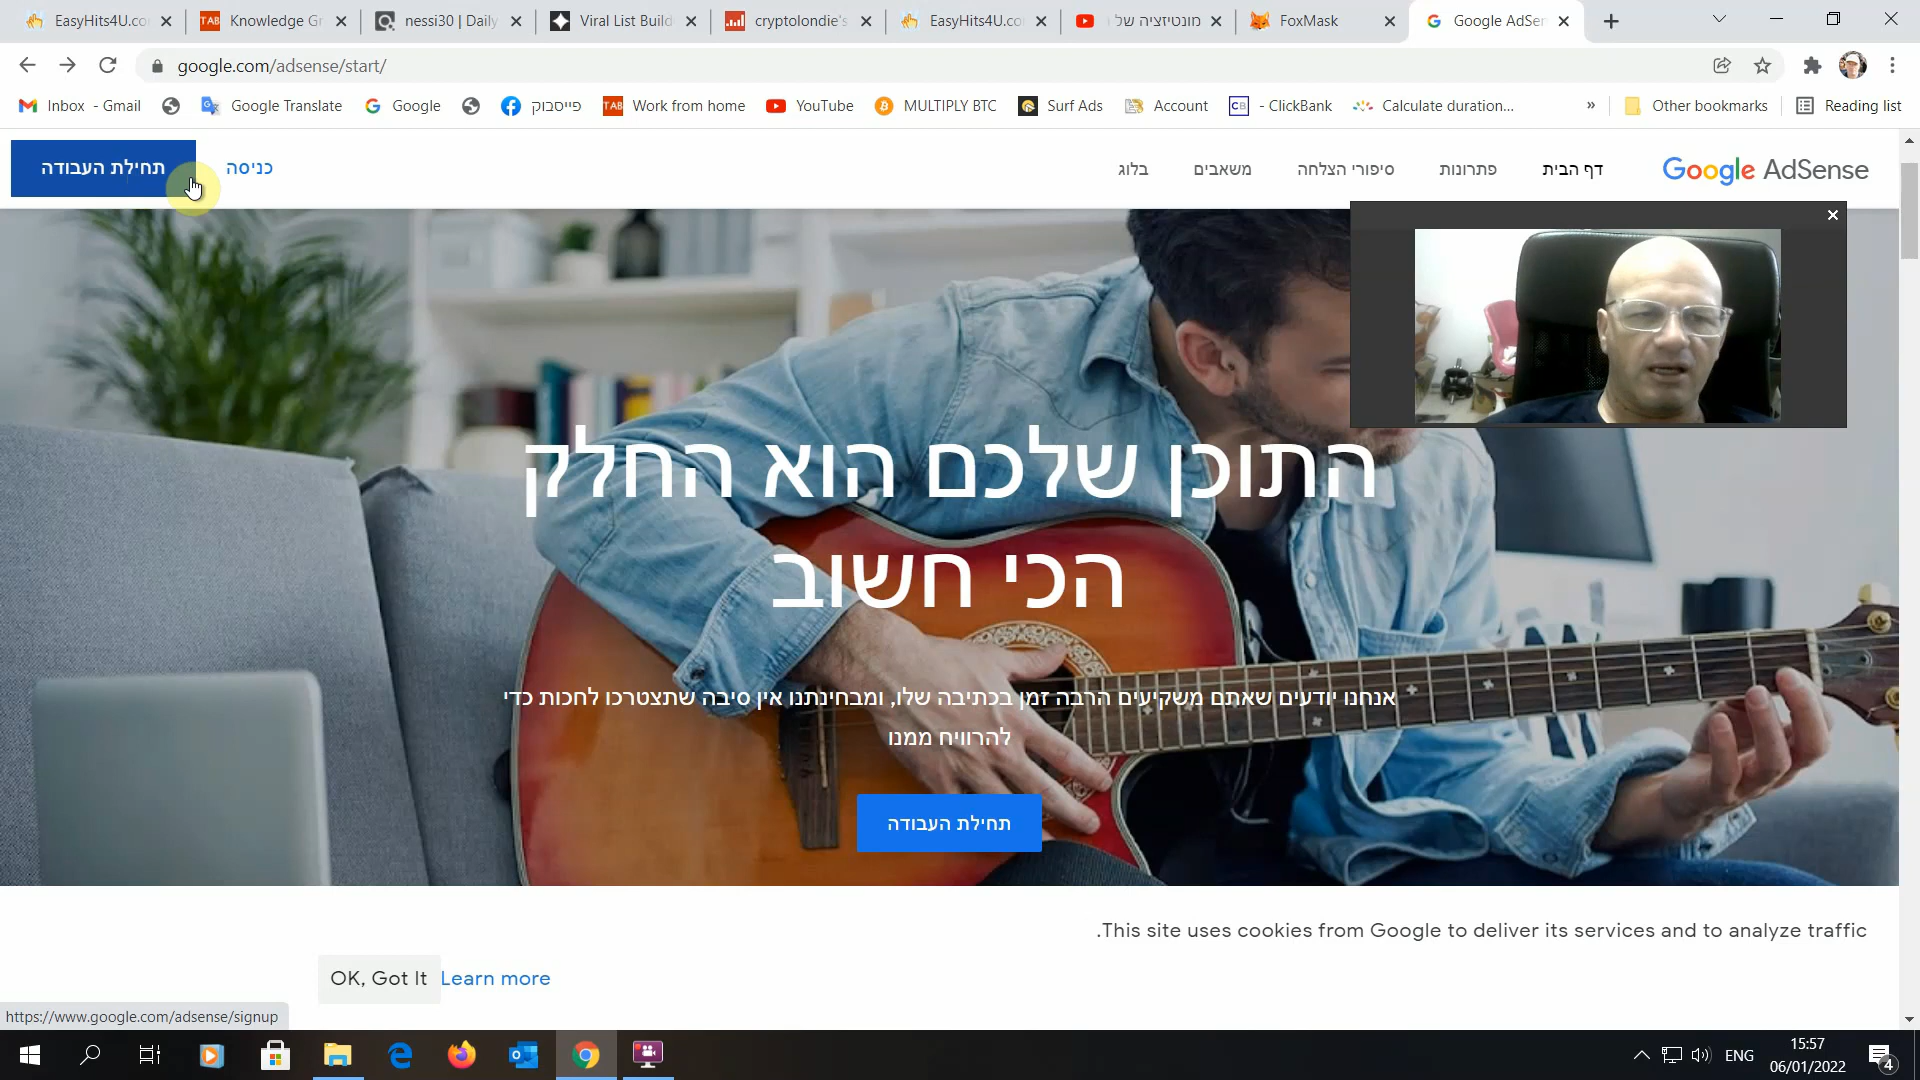 EasyHits4U.co
Knowledge Gr
nessi30 | Daily
Viral List Build
cryptolondie's
EasyHits4U.co
מונטיזציה של
FoxMask
Google AdSen
google.com/adsense/start/
Inbox - Gmail
Google Translate
Google
פייסבוק
Work from home
YouTube
MULTIPLY BTC
Surf Ads
Account
- ClickBank
Calculate duration...
»
Other bookmarks
Reading list
Google AdSense
דף הבית
פתרונות
סיפורי הצלחה
משאבים
בלוג
כניסה
תחילת העבודה
התוכן שלכם הוא החלק
הכי חשוב
אנחנו יודעים שאתם משקיעים הרבה זמן בכתיבה שלו, ומבחינתנו אין סיבה שתצטרכו לחכות כדי
להרוויח ממנו
תחילת העבודה
.This site uses cookies from Google to deliver its services and to analyze traffic
OK, Got It
Learn more
https://www.google.com/adsense/signup
ENG
15:57
06/01/2022
4